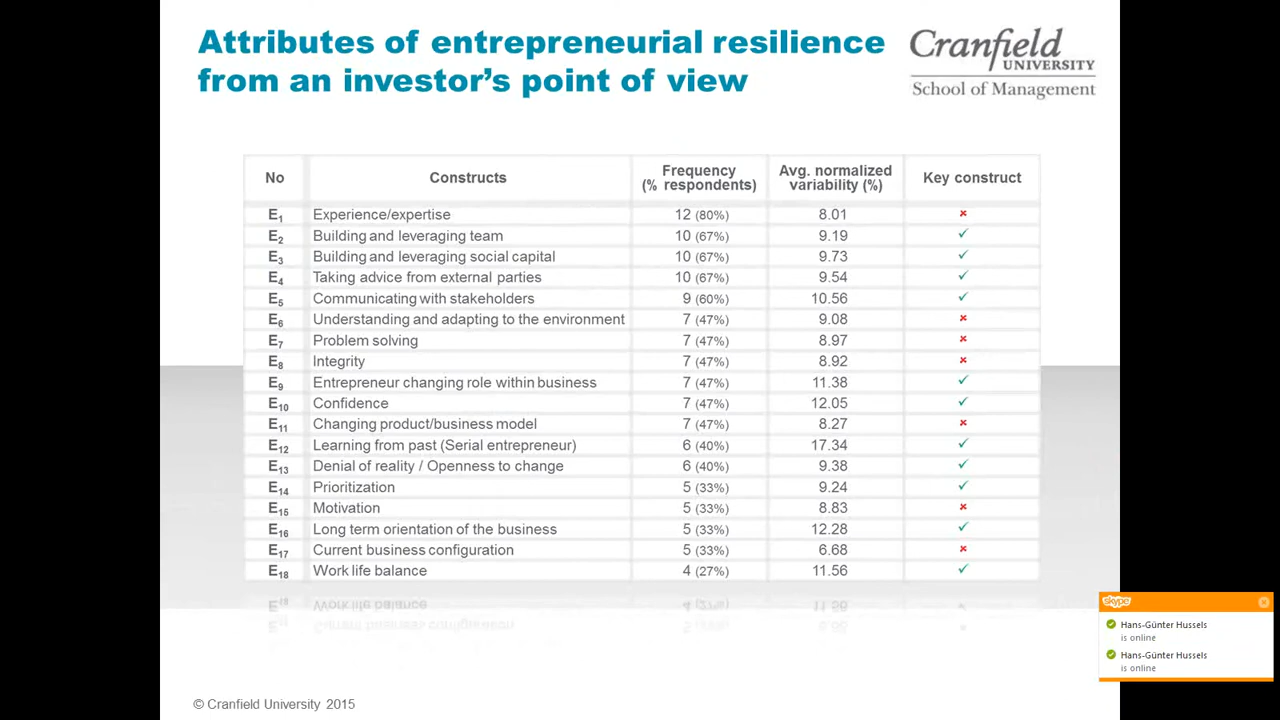 Attributes of entrepreneurial resilience
from an investor's point of view
Cranfield
UNIVERSITY
School of Management
No Constructs Frequency (% respondents) Avg. normalized variability (%) Key construct
E1 Experience/expertise 12 (80%) 8.01 ×
E2 Building and leveraging team 10 (67%) 9.19 ✓
E3 Building and leveraging social capital 10 (67%) 9.73 ✓
E4 Taking advice from external parties 10 (67%) 9.54 ✓
E5 Communicating with stakeholders 9 (60%) 10.56 ✓
E6 Understanding and adapting to the environment 7 (47%) 9.08 ×
E7 Problem solving 7 (47%) 8.97 ×
E8 Integrity 7 (47%) 8.92 ×
E9 Entrepreneur changing role within business 7 (47%) 11.38 ✓
E10 Confidence 7 (47%) 12.05 ✓
E11 Changing product/business model 7 (47%) 8.27 ×
E12 Learning from past (Serial entrepreneur) 6 (40%) 17.34 ✓
E13 Denial of reality / Openness to change 6 (40%) 9.38 ✓
E14 Prioritization 5 (33%) 9.24 ✓
E15 Motivation 5 (33%) 8.83 ×
E16 Long term orientation of the business 5 (33%) 12.28 ✓
E17 Current business configuration 5 (33%) 6.68 ×
E18 Work life balance 4 (27%) 11.56 ✓
skype
Hans-Günter Hussels
is online
Hans-Günter Hussels
is online
© Cranfield University 2015